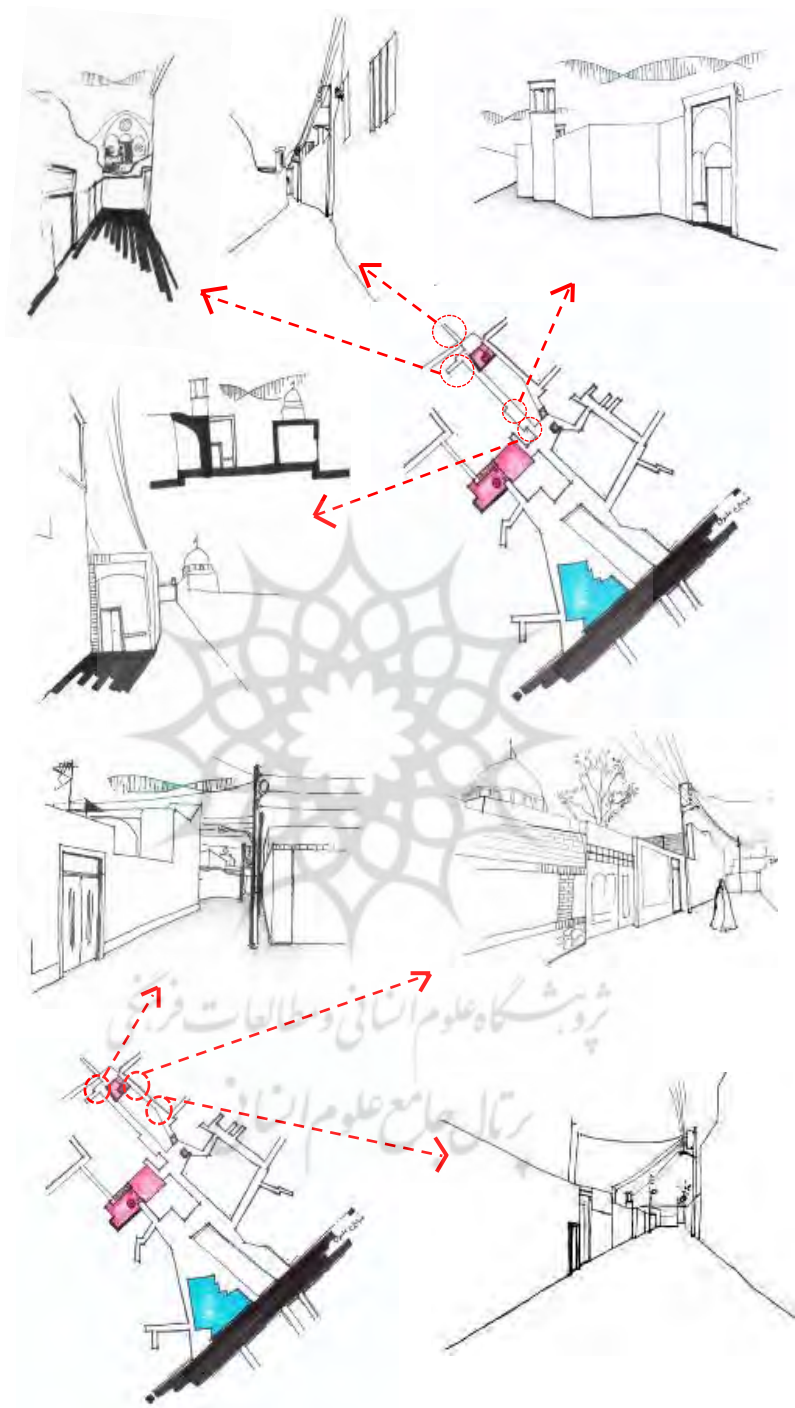 پژوهشگاه علوم انسانی و مطالعات فرهنگی
پرتال جامع علوم انسانی